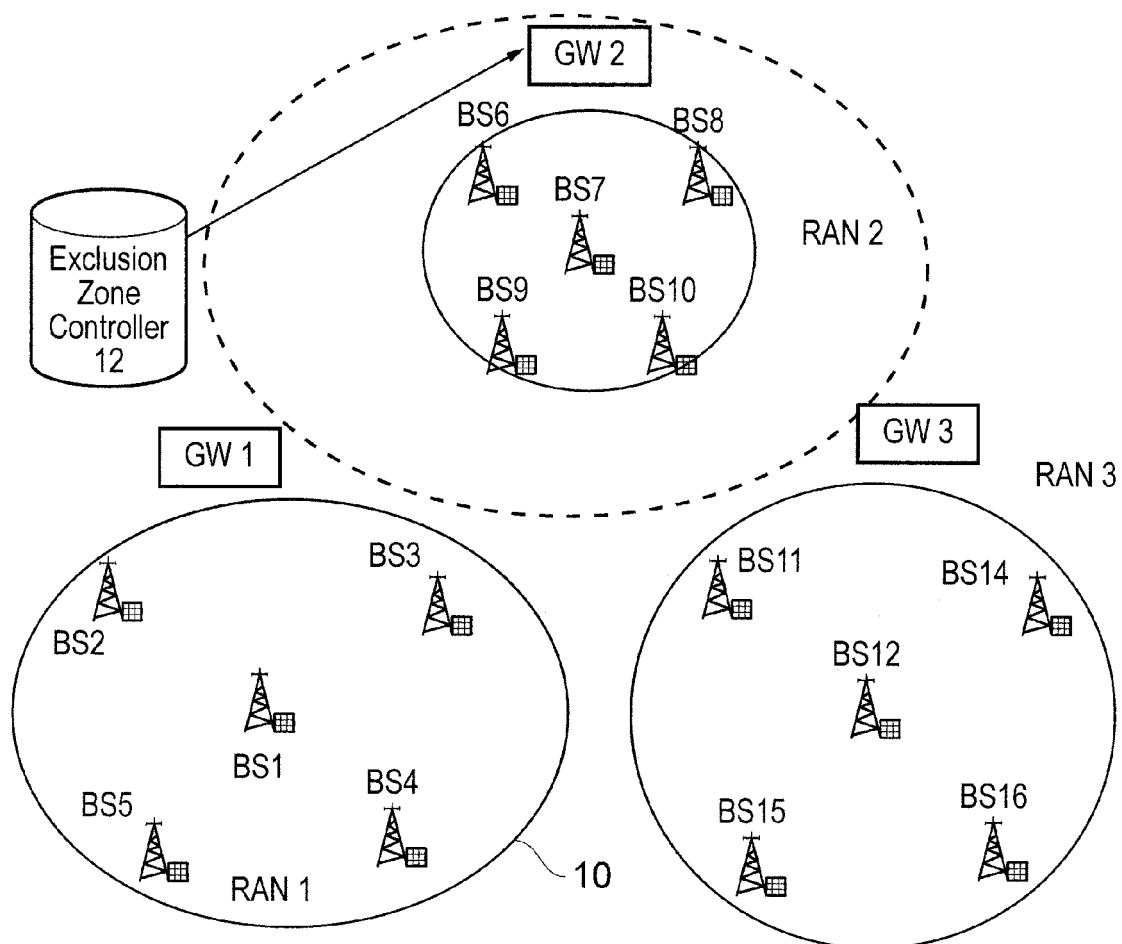 GW 2
BS6
BS8
BS7
RAN 2
Exclusion
Zone
Controller
12
BS9
BS10
GW 1
GW 3
RAN 3
BS3
BS11
BS14
BS2
BS12
BS1
BS5
BS4
BS15
BS16
RAN 1
10